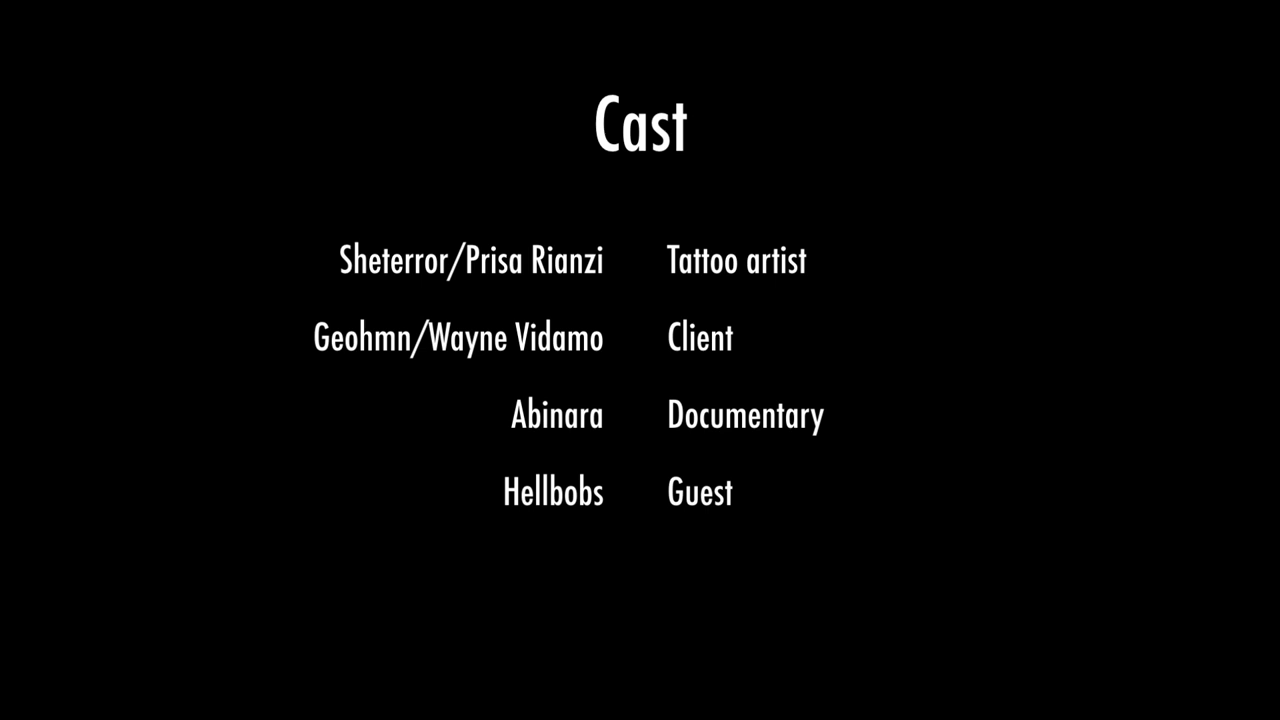 Cast
Sheterror/Prisa Rianzi Tattoo artist
Geohmn/Wayne Vidamo Client
Abinara Documentary
Hellbobs Guest